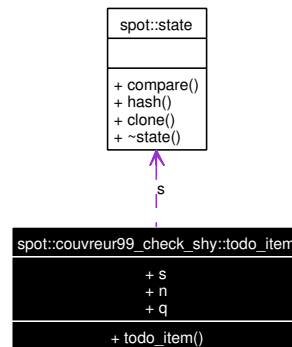 spot::state
+ compare()
+ hash()
+ clone()
+ ~state()
s
spot::couvreur99_check_shy::todo_item
+ s
+ n
+ q
+ todo_item()